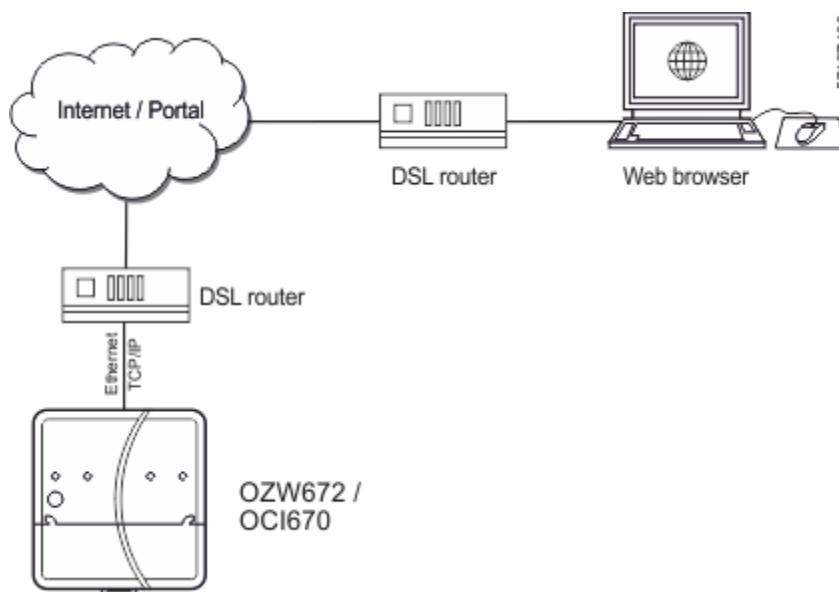 Internet / Portal
DSL router
Web browser
DSL router
Ethernet
TCP/IP
OZW672 /
OCI670